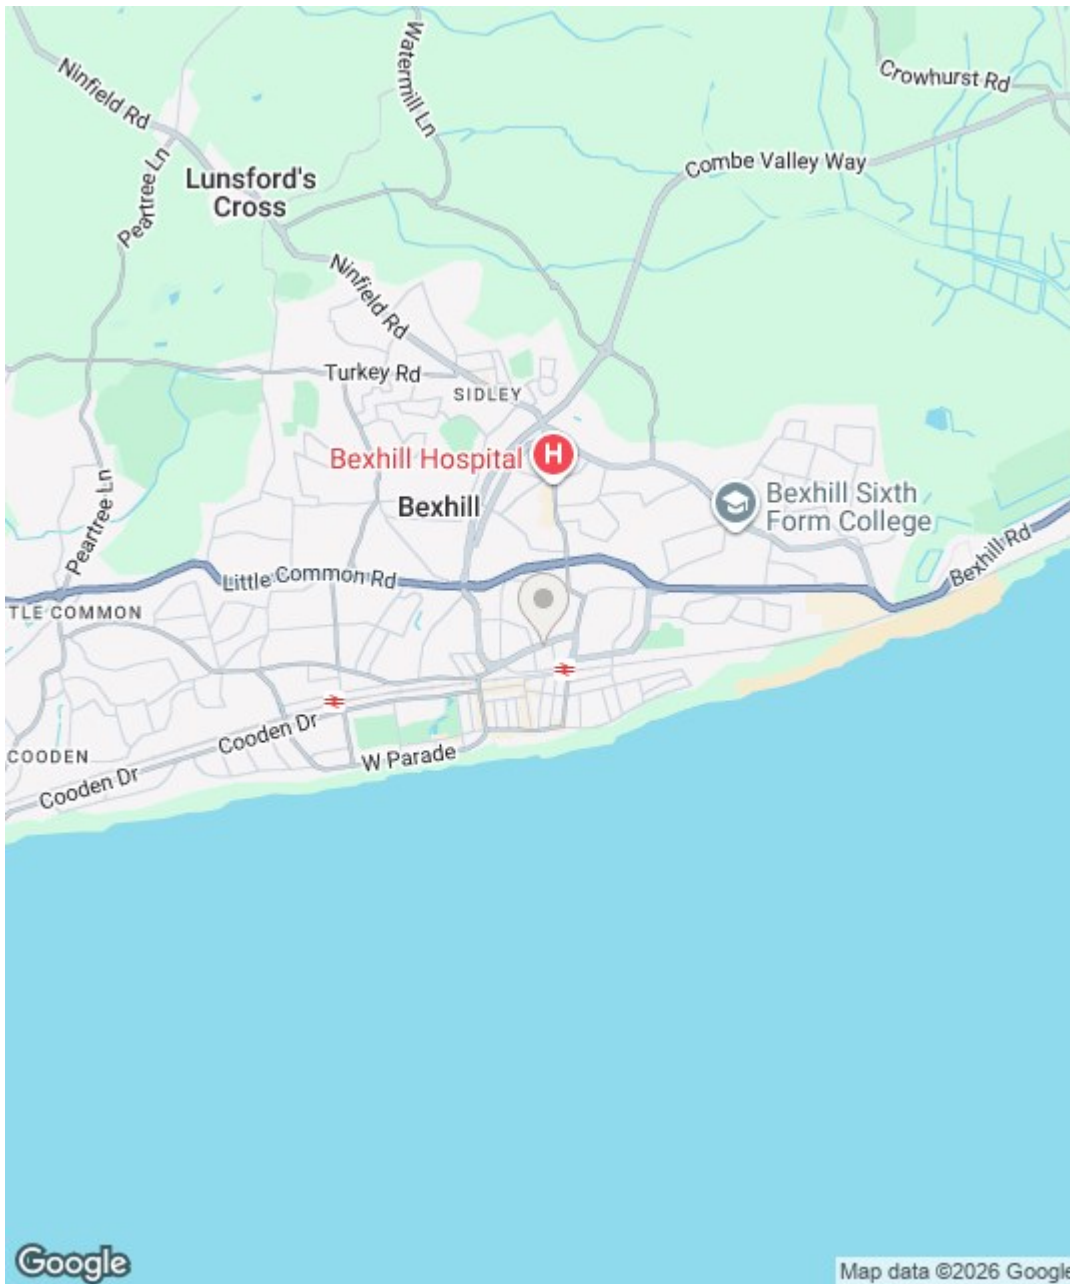 Watermill Ln
Ninfield Rd
Crowhurst Rd
Combe Valley Way
Peartree Ln
Lunsford's
Cross
Ninfield Rd
Turkey Rd
SIDLEY
Bexhill Hospital
H
Bexhill
Bexhill Sixth
Form College
Peartree Ln
Bexhill Rd
Little Common Rd
TLE COMMON
Cooden Dr
W Parade
COODEN
Cooden Dr
Google
Map data ©2026 Google